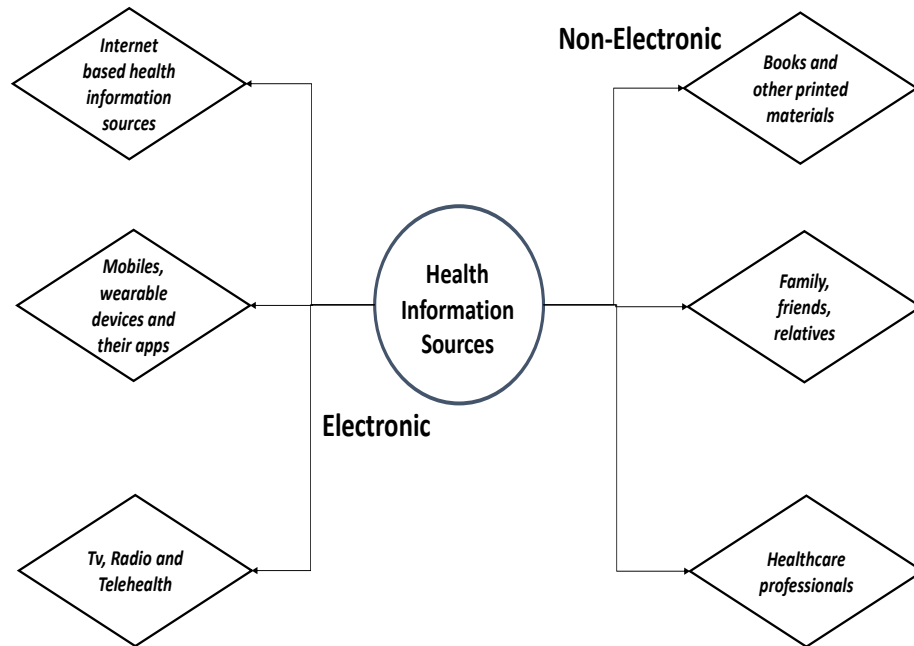 Internet
based health
information
sources
Mobiles,
wearable
devices and
their apps
Tv, Radio and
Telehealth
Electronic
Health
Information
Sources
Non-Electronic
Books and
other printed
materials
Family,
friends,
relatives
Healthcare
professionals